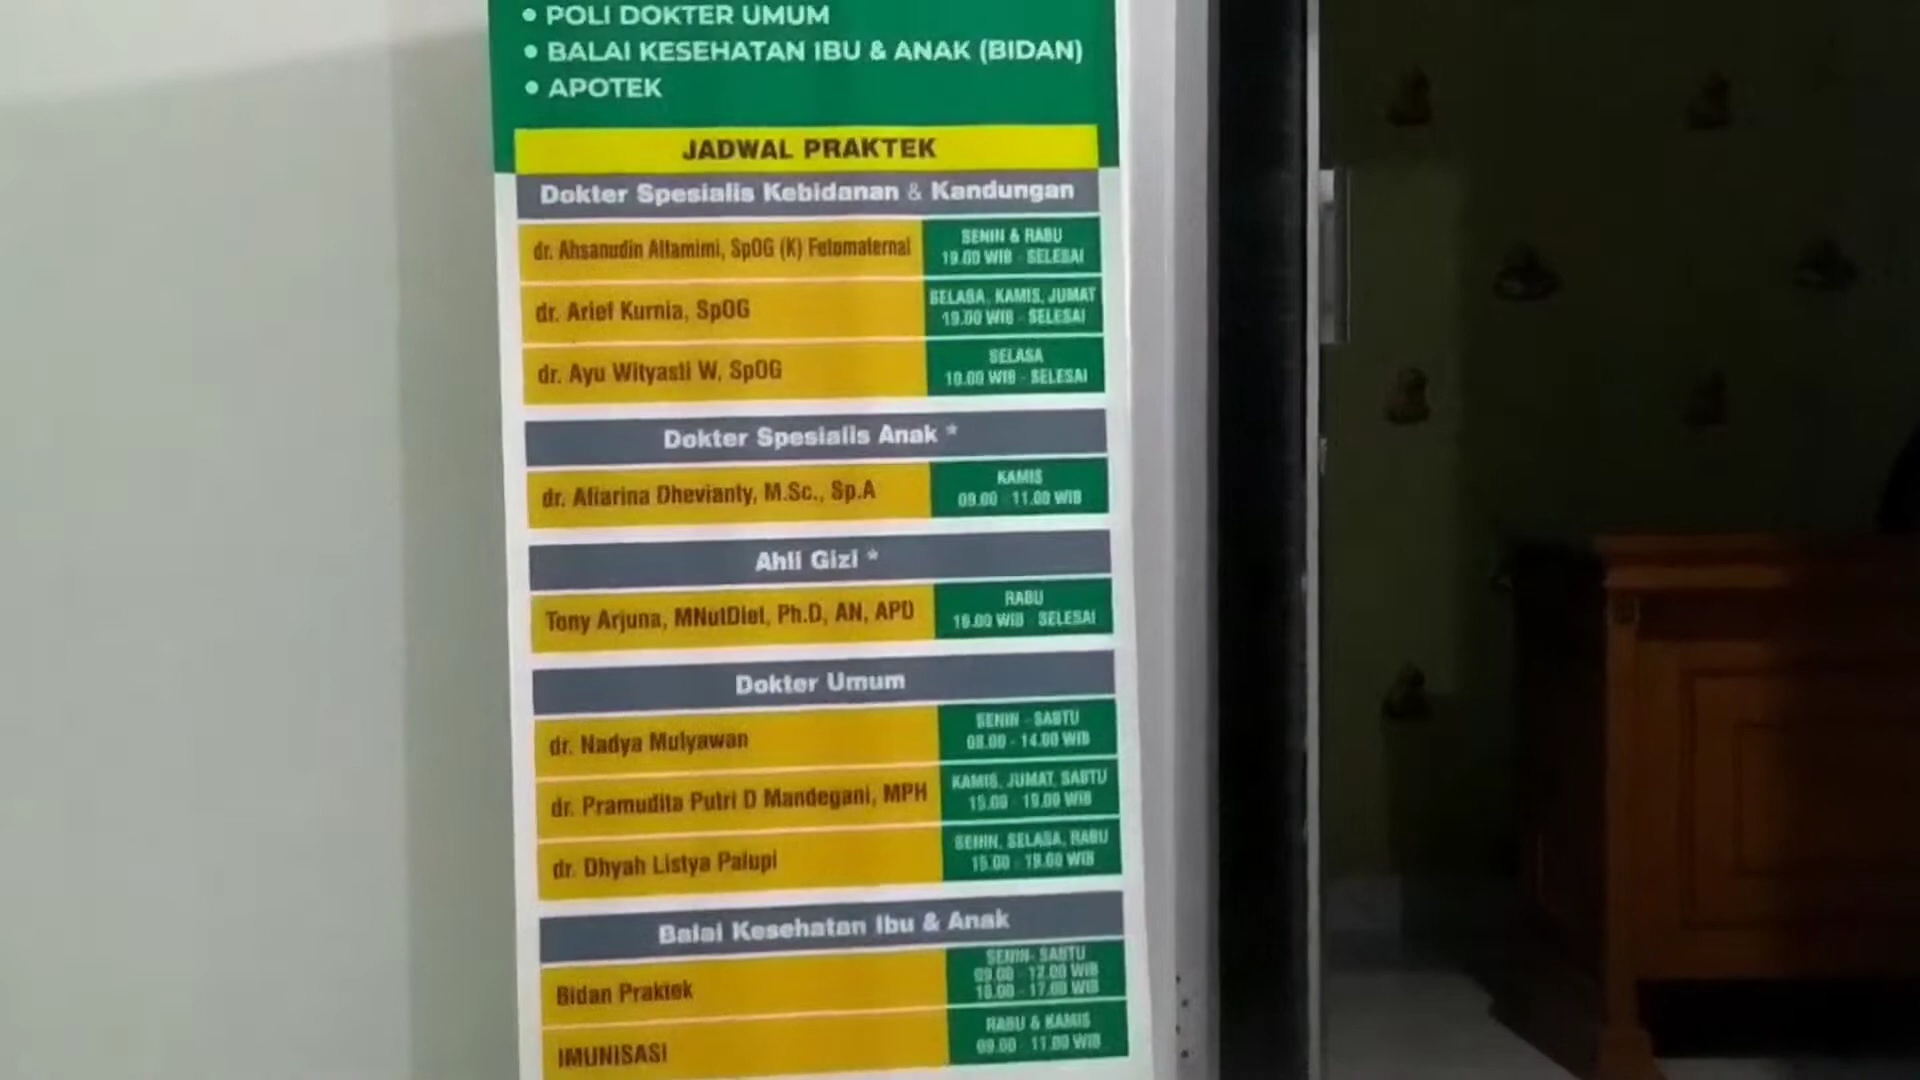 • POLI DOKTER UMUM
• BALAI KESEHATAN IBU & ANAK (BIDAN)
• APOTEK
JADWAL PRAKTEK
Dokter Spesialis Kebidanan & Kandungan
dr. Ahsanudin Attamimi, SpOG (K) Fetomaternal
SENIN & RABU
19.00 WIB - SELESAI
dr. Arief Kurnia, SpOG
SELASA, KAMIS, JUMAT
19.00 WIB - SELESAI
dr. Ayu Wityasti W, SpOG
SELASA
WIB - SELESAI
Dokter Spesialis Anak *
dr. Afiarina Dhevianty, M.Sc., Sp.A
KAMIS
09.00 - 11.00 WIB
Ahli Gizi *
Tony Arjuna, MNutDiet, Ph.D, AN, APD
RABU
WIB - SELESAI
Dokter Umum
dr. Nadya Mulyawan
SENIN - SABTU
08.00 - 14.00 WIB
dr. Pramudita Putri D Mandegani, MPH
KAMIS, JUMAT, SABTU
15.00 - 19.00 WIB
dr. Dhyah Listya Palupi
SENIN, SELASA, RABU
15.00 - 19.00 WIB
Balai Kesehatan Ibu & Anak
Bidan Praktek
SENIN- SABTU
09.00 - 12.00 WIB
- 17.00 WIB
IMUNISASI
RABU & KAMIS
09.00 - 11.00 WIB